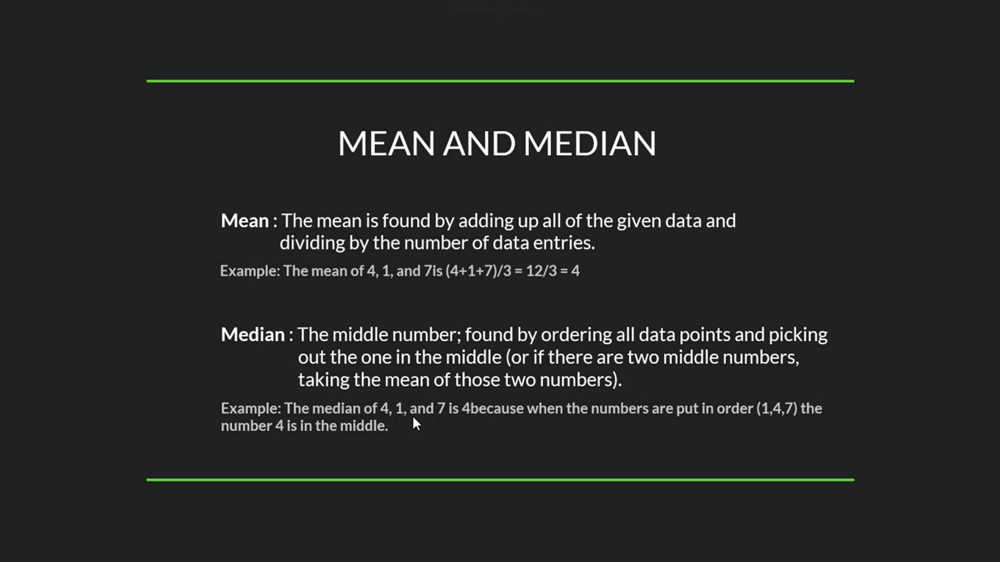 MEAN AND MEDIAN
Mean : The mean is found by adding up all of the given data and
dividing by the number of data entries.
Example: The mean of 4, 1, and 7is (4+1+7)/3 = 12/3 = 4
Median : The middle number; found by ordering all data points and picking
out the one in the middle (or if there are two middle numbers,
taking the mean of those two numbers).
Example: The median of 4, 1, and 7 is 4because when the numbers are put in order (1,4,7) the
number 4 is in the middle.